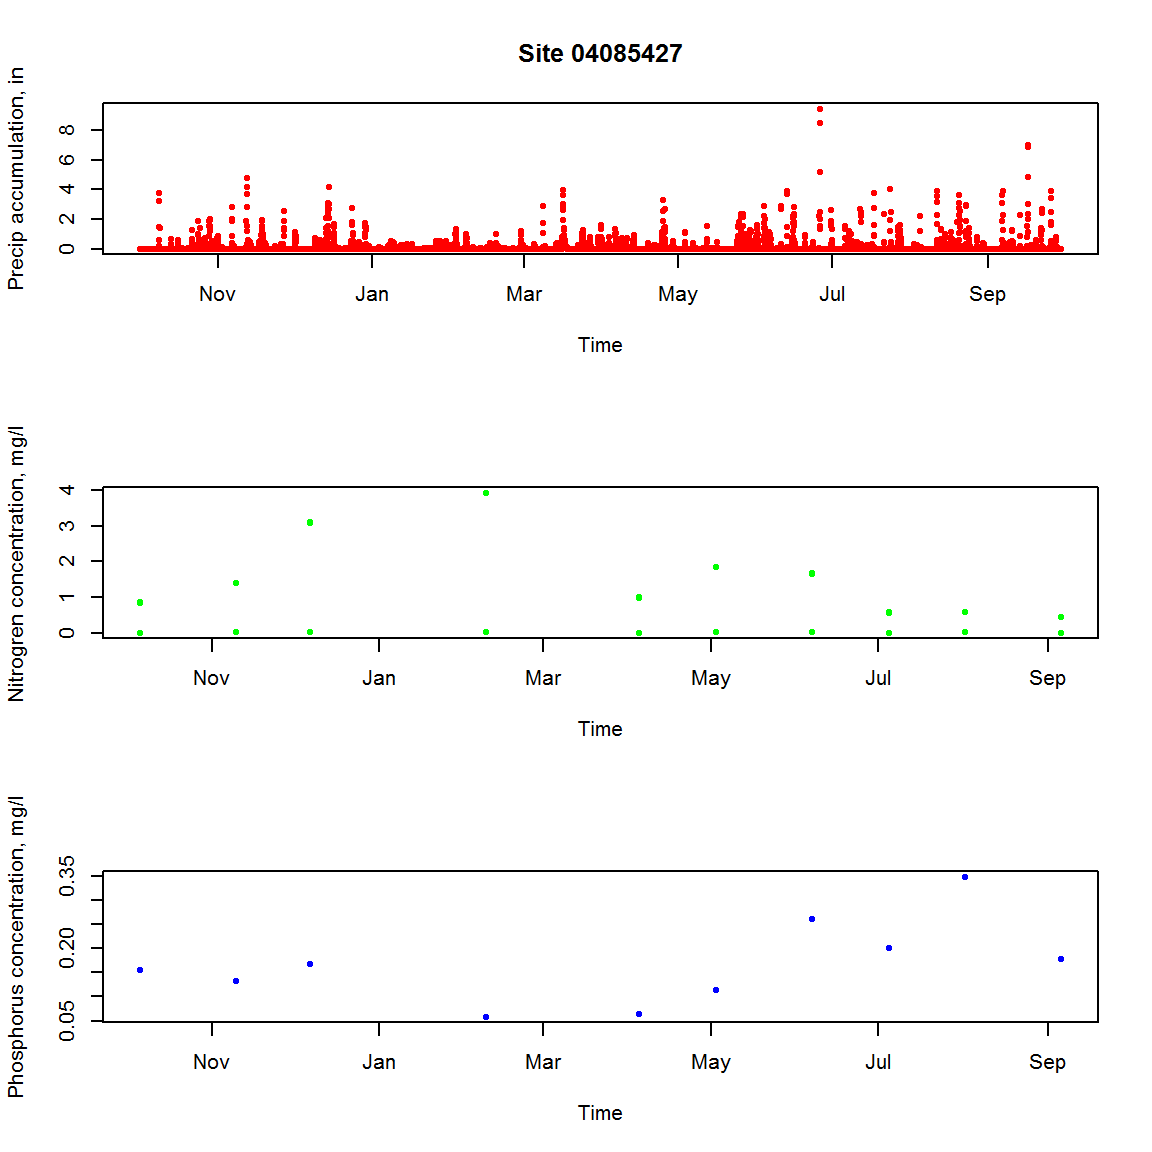 Site 04085427
Precip accumulation, in
8
6
4
2
0
Nov Jan Mar May Jul Sep
Time
Nitrogren concentration, mg/l
4
3
2
1
0
Nov Jan Mar May Jul Sep
Time
Phosphorus concentration, mg/l
0.35
0.20
0.05
Nov Jan Mar May Jul Sep
Time